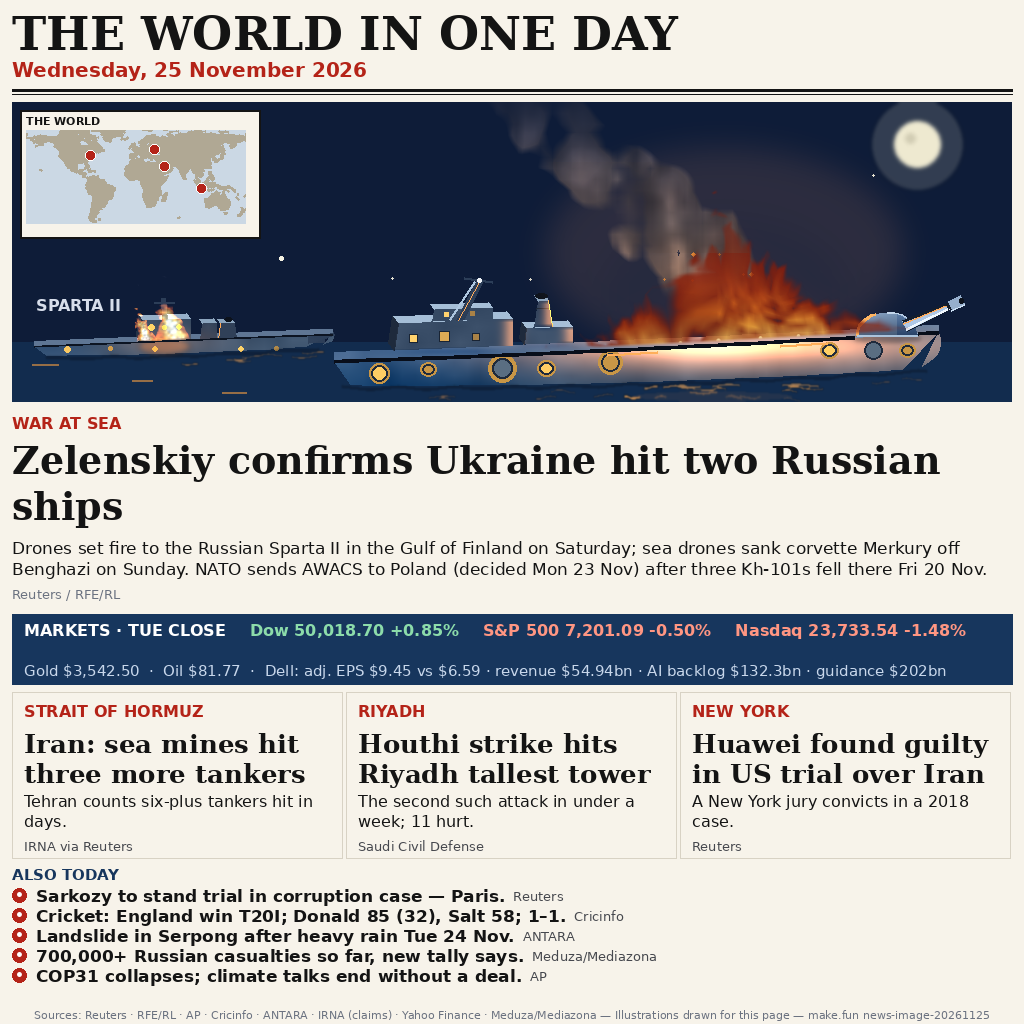 THE WORLD IN ONE DAY
Wednesday, 25 November 2026
THE WORLD
SPARTA II
WAR AT SEA
Zelenskiy confirms Ukraine hit two Russian
ships
Drones set fire to the Russian Sparta II in the Gulf of Finland on Saturday; sea drones sank corvette Merkury off
Benghazi on Sunday. NATO sends AWACS to Poland (decided Mon 23 Nov) after three Kh-101s fell there Fri 20 Nov.
Reuters / RFE/RL
MARKETS · TUE CLOSE Dow 50,018.70 +0.85% S&P 500 7,201.09 -0.50% Nasdaq 23,733.54 -1.48%
Gold $3,542.50 · Oil $81.77 · Dell: adj. EPS $9.45 vs $6.59 · revenue $54.94bn · AI backlog $132.3bn · guidance $202bn
STRAIT OF HORMUZ
Iran: sea mines hit
three more tankers
Tehran counts six-plus tankers hit in
days.
IRNA via Reuters
RIYADH
Houthi strike hits
Riyadh tallest tower
The second such attack in under a
week; 11 hurt.
Saudi Civil Defense
NEW YORK
Huawei found guilty
in US trial over Iran
A New York jury convicts in a 2018
case.
Reuters
ALSO TODAY
Sarkozy to stand trial in corruption case — Paris. Reuters
Cricket: England win T20I; Donald 85 (32), Salt 58; 1–1. Cricinfo
Landslide in Serpong after heavy rain Tue 24 Nov. ANTARA
700,000+ Russian casualties so far, new tally says. Meduza/Mediazona
COP31 collapses; climate talks end without a deal. AP
Sources: Reuters · RFE/RL · AP · Cricinfo · ANTARA · IRNA (claims) · Yahoo Finance · Meduza/Mediazona — Illustrations drawn for this page — make.fun news-image-20261125